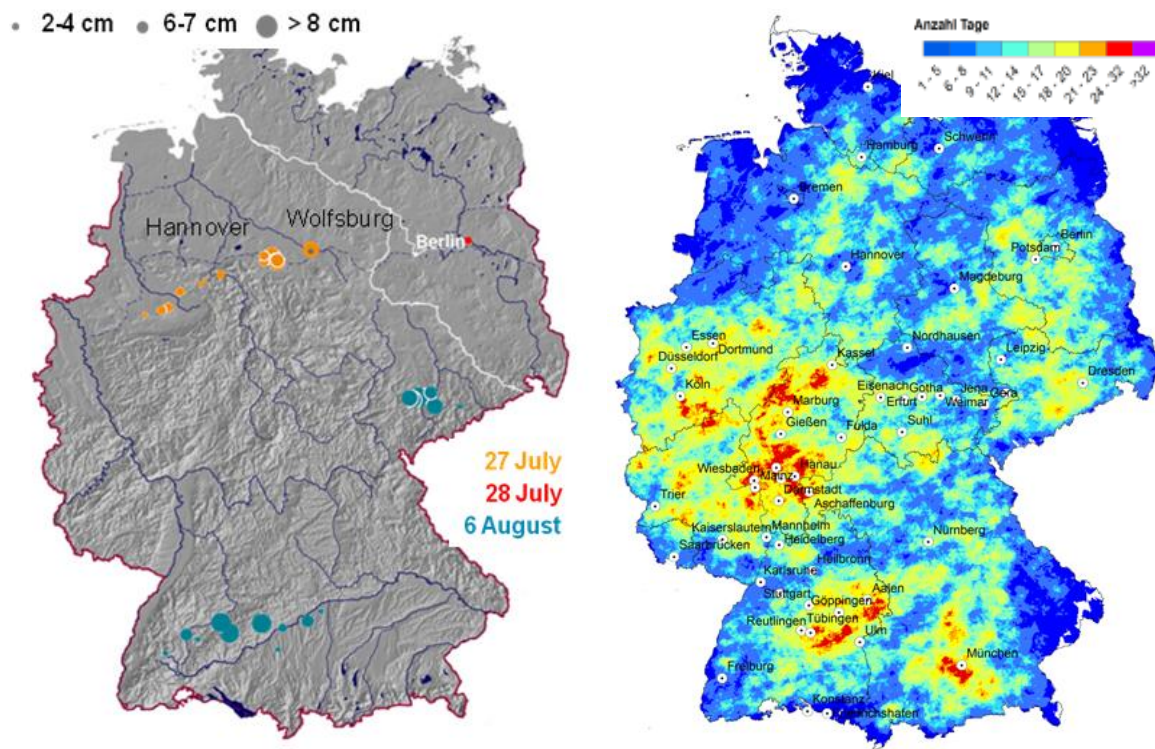 2-4 cm 6-7 cm > 8 cm
Hannover Wolfsburg
Berlin
27 July
28 July
6 August
Anzahl Tage
1 - 5 6 - 8 9 - 11 12 - 14 15 - 17 18 - 20 21 - 23 24 - 32 >32
Kiel
Schwerin
Hamburg
Bremen
Berlin
Potsdam
Hannover
Magdeburg
Essen
Dortmund
Nordhausen
Leipzig
Düsseldorf
Kassel
Dresden
Köln
Eisenach Gotha Jena Gera
Marburg
Erfurt Weimar
Gießen
Fulda
Suhl
Wiesbaden
Hanau
Mainz
Trier
Darmstadt
Aschaffenburg
Kaiserslautern
Mannheim
Nürnberg
Saarbrücken
Heidelberg
Heilbronn
Karlsruhe
Stuttgart
Aalen
Göppingen
Reutlingen
Tübingen
Ulm
München
Freiburg
Konstanz